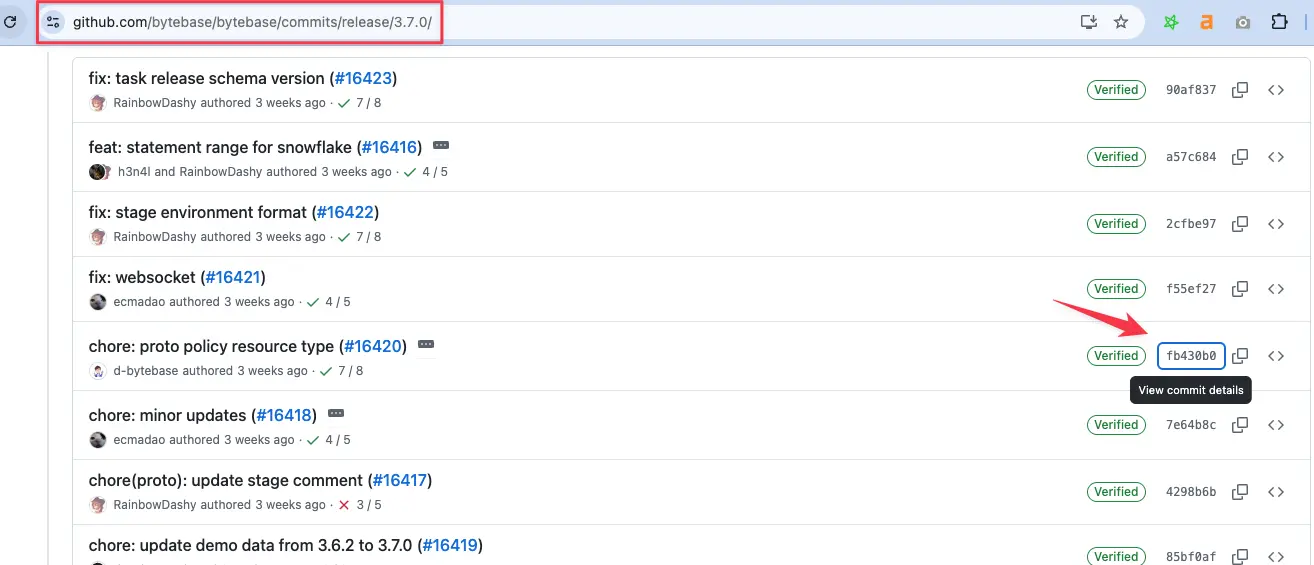 github.com/bytebase/bytebase/commits/release/3.7.0/
fix: task release schema version (#16423)
RainbowDashy authored 3 weeks ago · 7 / 8
Verified
90af837
feat: statement range for snowflake (#16416)
h3n4l and RainbowDashy authored 3 weeks ago · 4 / 5
Verified
a57c684
fix: stage environment format (#16422)
RainbowDashy authored 3 weeks ago · 7 / 8
Verified
2cfbe97
fix: websocket (#16421)
ecmadao authored 3 weeks ago · 4 / 5
Verified
f55ef27
chore: proto policy resource type (#16420)
d-bytebase authored 3 weeks ago · 7 / 8
Verified
fb430b0
View commit details
chore: minor updates (#16418)
ecmadao authored 3 weeks ago · 4 / 5
Verified
7e64b8c
chore(proto): update stage comment (#16417)
RainbowDashy authored 3 weeks ago · 3 / 5
Verified
4298b6b
chore: update demo data from 3.6.2 to 3.7.0 (#16419)
Verified
85bf0af